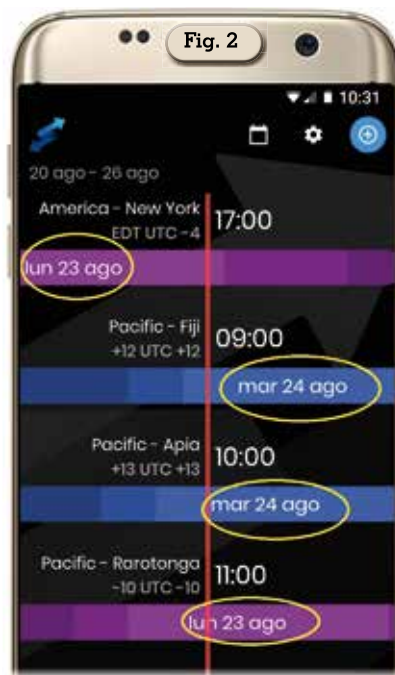 Fig. 2
10:31
20 ago - 26 ago
America - New York
EDT UTC -4
17:00
lun 23 ago
Pacific - Fiji
+12 UTC +12
09:00
mar 24 ago
Pacific - Apia
+13 UTC +13
10:00
mar 24 ago
Pacific - Rarotonga
-10 UTC -10
11:00
lun 23 ago